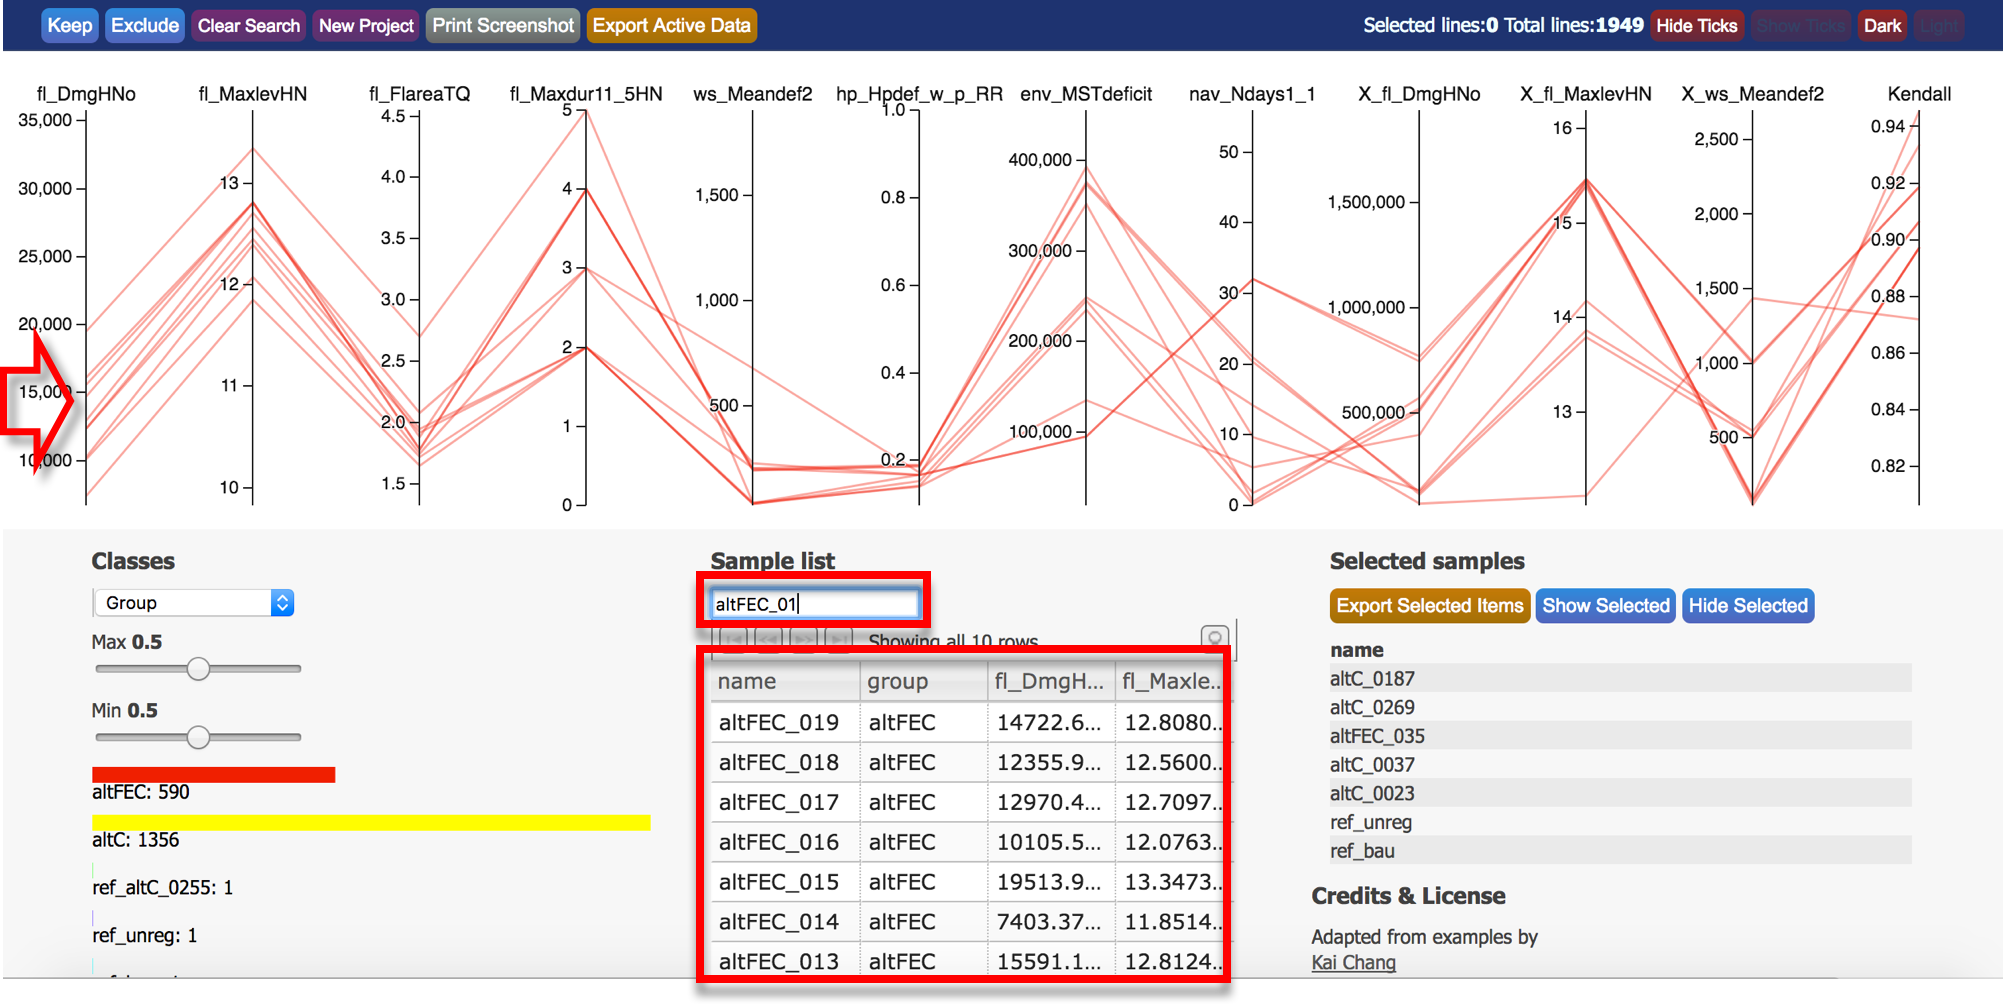 Keep Exclude Clear Search New Project Print Screenshot Export Active Data Selected lines:0 Total lines:1949 Hide Ticks Show Ticks Dark Light
fl_DmgHNo fl_MaxlevHN fl_FlareaTQ fl_Maxdur11_5HN ws_Meandef2 hp_Hpdef_w_p_RR env_MSTdeficit nav_Ndays1_1 X_fl_DmgHNo X_fl_MaxlevHN X_ws_Meandef2 Kendall
35,000
30,000
25,000
20,000
15,000
10,000
13
12
11
10
4.5
4.0
3.5
3.0
2.5
2.0
1.5
5
4
3
2
1
0
1,500
1,000
500
1.0
0.8
0.6
0.4
0.2
400,000
300,000
200,000
100,000
50
40
30
20
10
0
1,500,000
1,000,000
500,000
16
15
14
13
2,500
2,000
1,500
1,000
500
0.94
0.92
0.90
0.88
0.86
0.84
0.82
Classes
Group
Max 0.5
Min 0.5
altFEC: 590
altC: 1356
ref_altC_0255: 1
ref_unreg: 1
Sample list
altFEC_01
Showing all 10 rows
name group fl_DmgH... fl_Maxle...
altFEC_019 altFEC 14722.6... 12.8080...
altFEC_018 altFEC 12355.9... 12.5600...
altFEC_017 altFEC 12970.4... 12.7097...
altFEC_016 altFEC 10105.5... 12.0763...
altFEC_015 altFEC 19513.9... 13.3473...
altFEC_014 altFEC 7403.37... 11.8514...
altFEC_013 altFEC 15591.1... 12.8124...
Selected samples
Export Selected Items Show Selected Hide Selected
name
altC_0187
altC_0269
altFEC_035
altC_0037
altC_0023
ref_unreg
ref_bau
Credits & License
Adapted from examples by
Kai Chang